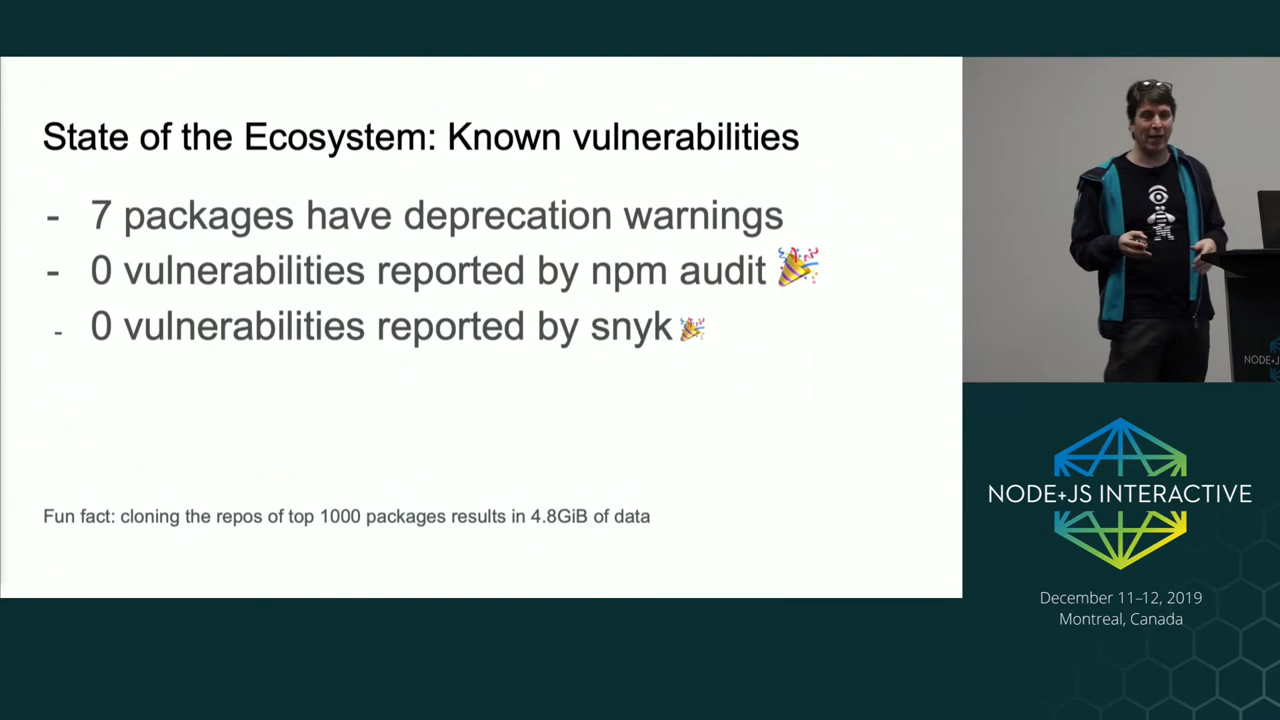 State of the Ecosystem: Known vulnerabilities
- 7 packages have deprecation warnings
- 0 vulnerabilities reported by npm audit 🎉
- 0 vulnerabilities reported by snyk 🎉
Fun fact: cloning the repos of top 1000 packages results in 4.8GiB of data
NODE+JS
NODE+JS INTERACTIVE
December 11–12, 2019
Montreal, Canada